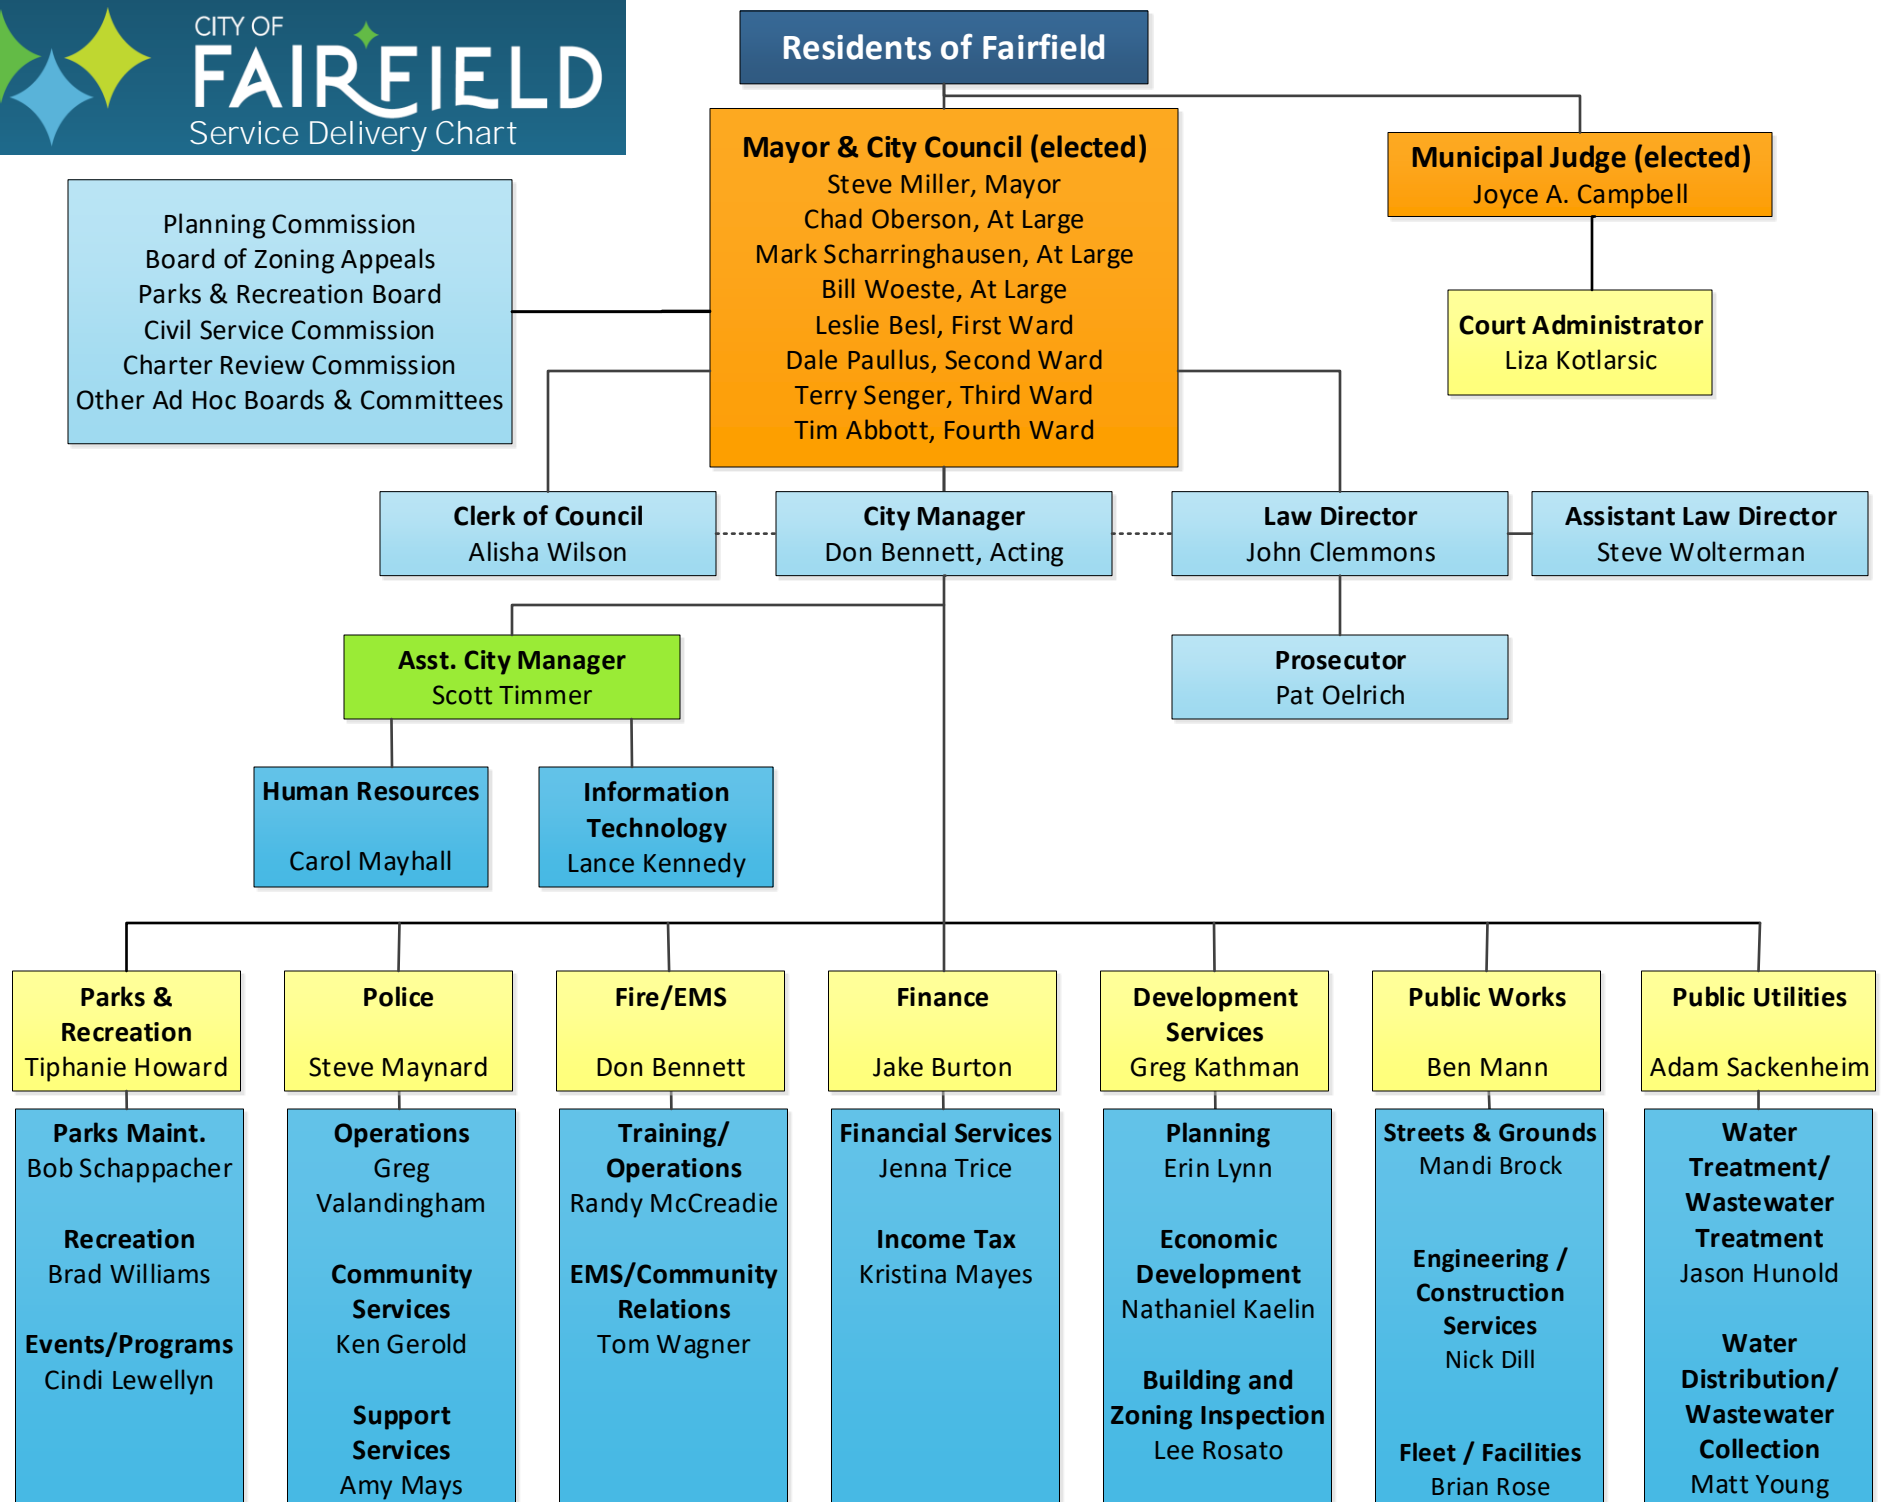 CITY OF
FAIRFIELD
Service Delivery Chart
Residents of Fairfield
Mayor & City Council (elected)
Steve Miller, Mayor
Chad Oberson, At Large
Mark Scharringhausen, At Large
Bill Woeste, At Large
Leslie Besl, First Ward
Dale Paullus, Second Ward
Terry Senger, Third Ward
Tim Abbott, Fourth Ward
Municipal Judge (elected)
Joyce A. Campbell
Planning Commission
Board of Zoning Appeals
Parks & Recreation Board
Civil Service Commission
Charter Review Commission
Other Ad Hoc Boards & Committees
Court Administrator
Liza Kotlarsic
Clerk of Council
Alisha Wilson
City Manager
Don Bennett, Acting
Law Director
John Clemmons
Assistant Law Director
Steve Wolterman
Asst. City Manager
Scott Timmer
Prosecutor
Pat Oelrich
Human Resources
Carol Mayhall
Information
Technology
Lance Kennedy
Parks &
Recreation
Tiphanie Howard
Police
Steve Maynard
Fire/EMS
Don Bennett
Finance
Jake Burton
Development
Services
Greg Kathman
Public Works
Ben Mann
Public Utilities
Adam Sackenheim
Parks Maint.
Bob Schappacher
Recreation
Brad Williams
Events/Programs
Cindi Lewellyn
Operations
Greg
Valandingham
Community
Services
Ken Gerold
Support
Services
Amy Mays
Training/
Operations
Randy McCreadie
EMS/Community
Relations
Tom Wagner
Financial Services
Jenna Trice
Income Tax
Kristina Mayes
Planning
Erin Lynn
Economic
Development
Nathaniel Kaelin
Building and
Zoning Inspection
Lee Rosato
Streets & Grounds
Mandi Brock
Engineering /
Construction
Services
Nick Dill
Fleet / Facilities
Brian Rose
Water
Treatment/
Wastewater
Treatment
Jason Hunold
Water
Distribution/
Wastewater
Collection
Matt Young